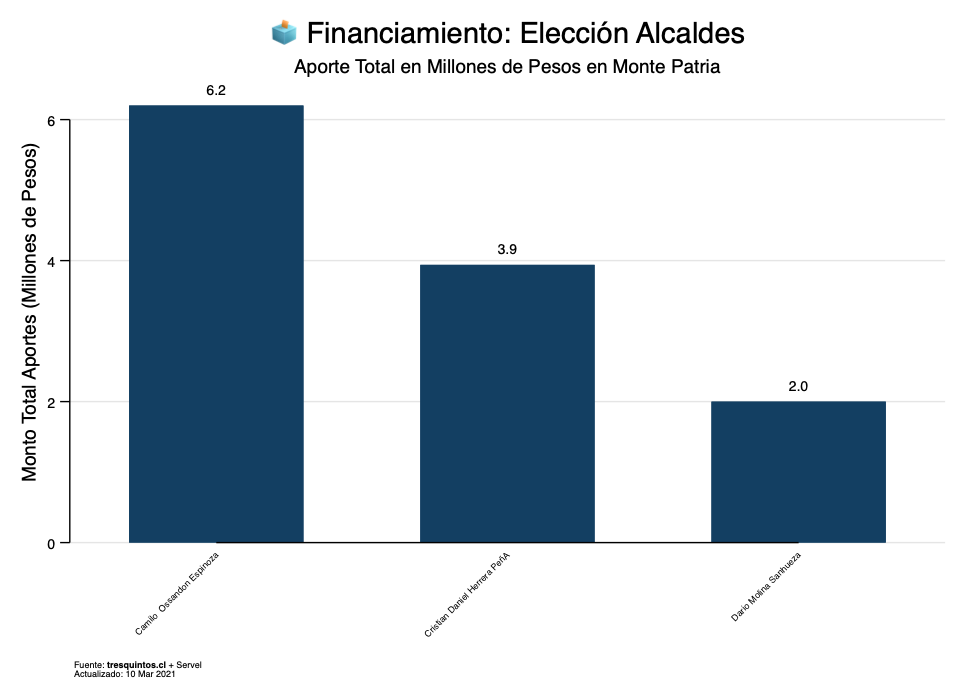 Financiamiento: Elección Alcaldes
Aporte Total en Millones de Pesos en Monte Patria
Monto Total Aportes (Millones de Pesos)
6
4
2
0
6.2
3.9
2.0
Camilo Ossandon Espinoza
Cristian Daniel Herrera PeñA
Dario Molina Sanhueza
Fuente: tresquintos.cl + Servel
Actualizado: 10 Mar 2021